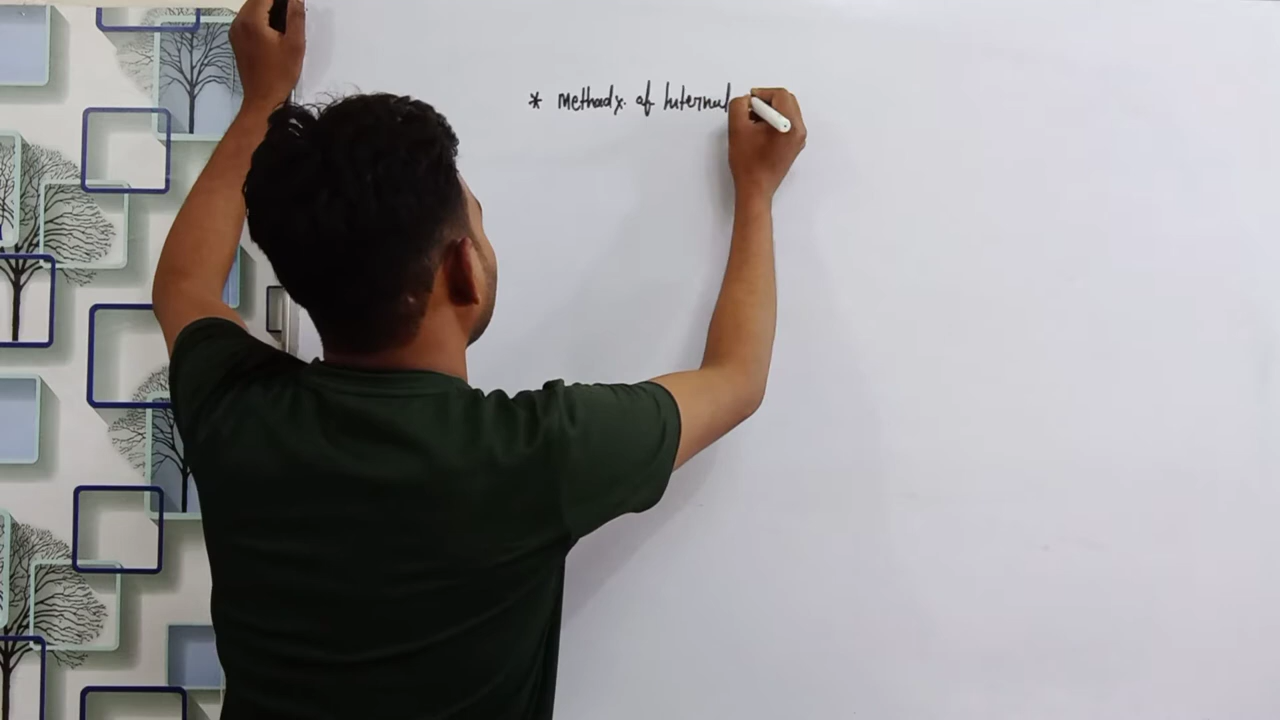 * Methods. of Internal